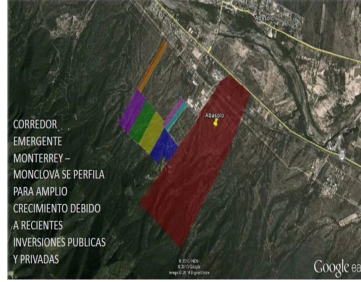 Abasolo
CORREDOR
EMERGENTE
MONTERREY –
MONCLOVA SE PERFILA
PARA AMPLIO
CRECIMIENTO DEBIDO
A RECIENTES
INVERSIONES PUBLICAS
Y PRIVADAS
Google ea